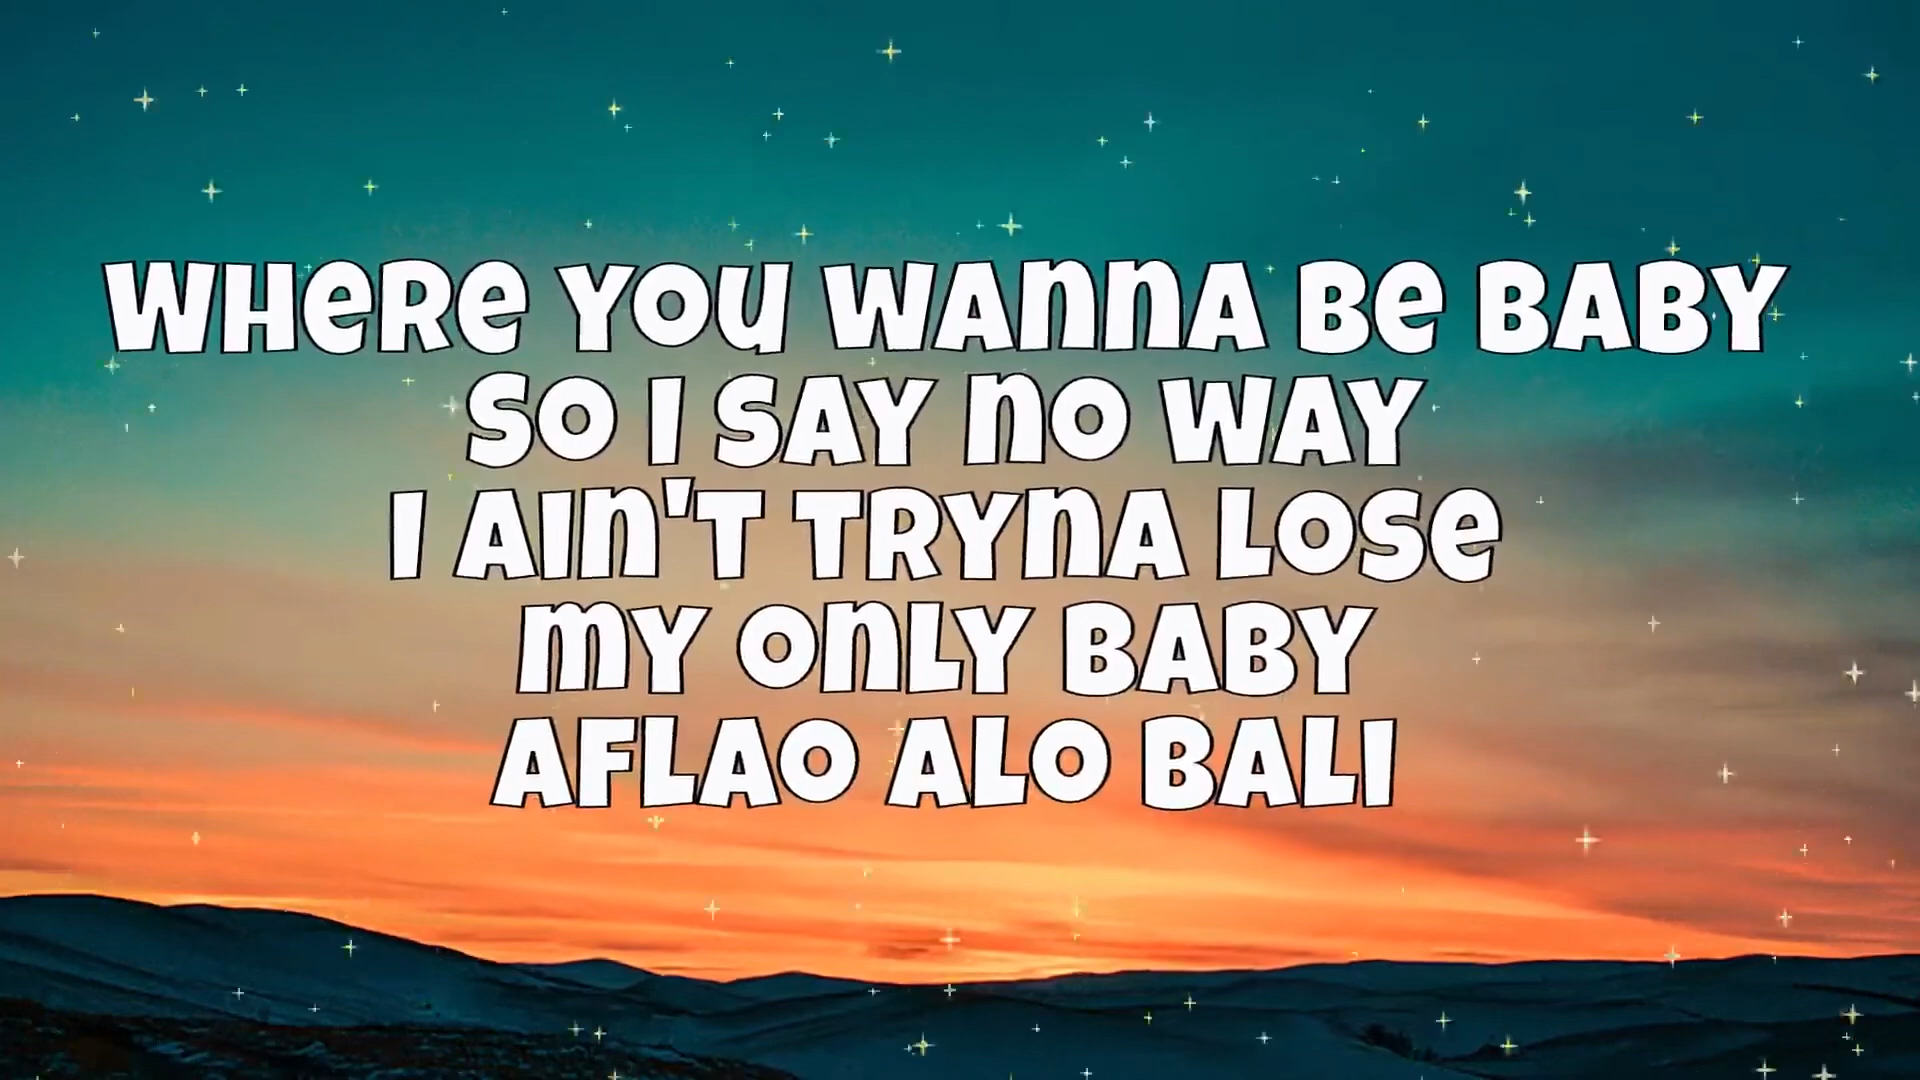 WHERE YOU WANNA BE BABY
SO I SAY NO WAY
I AIN'T TRYNA LOSE
MY ONLY BABY
AFLAO ALO BALI